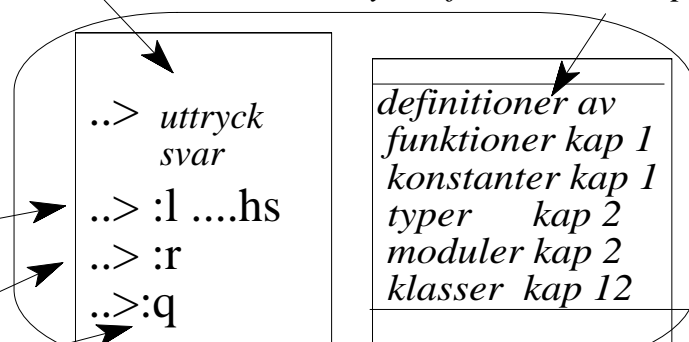 ..> uttryck
svar
..> :l ....hs
..> :r
..>:q
definitioner av
funktioner kap 1
konstanter kap 1
typer kap 2
moduler kap 2
klasser kap 12